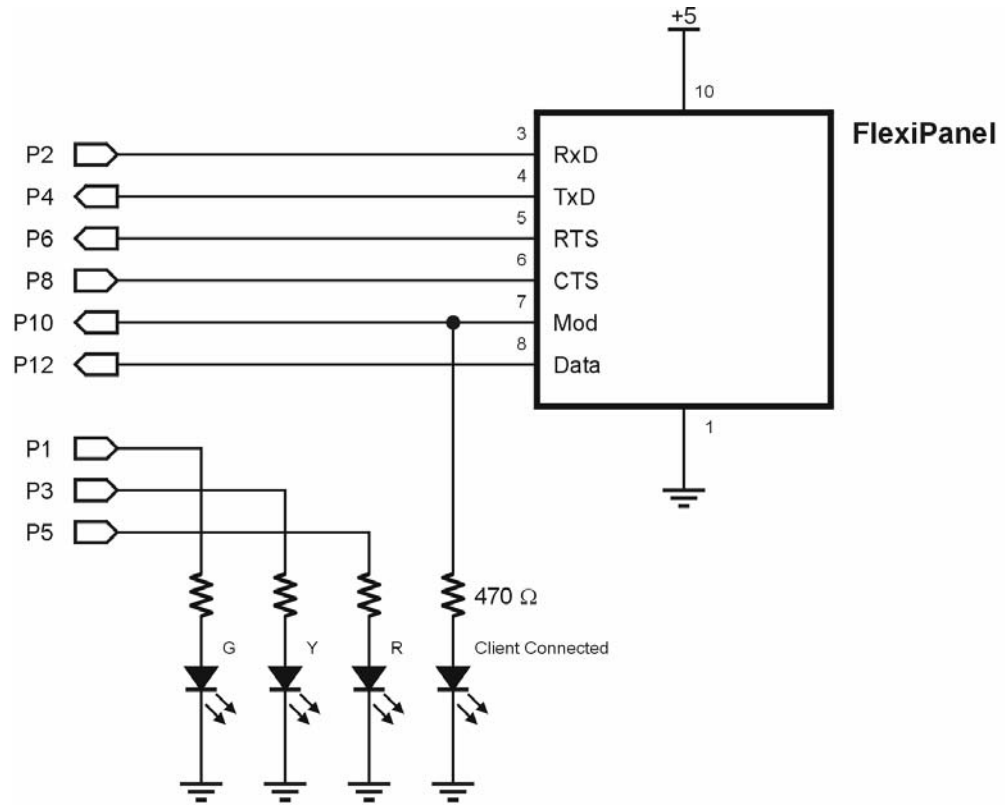 +5
10
FlexiPanel
P2 3 RxD
P4 4 TxD
P6 5 RTS
P8 6 CTS
P10 7 Mod
P12 8 Data
1
P1
P3
P5
470 Ω
G Y R Client Connected